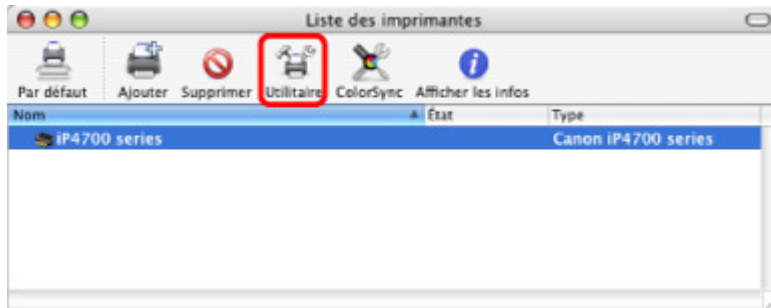 Liste des imprimantes
Par défaut Ajouter Supprimer Utilitaire ColorSync Afficher les infos
Nom État Type
iP4700 series Canon iP4700 series